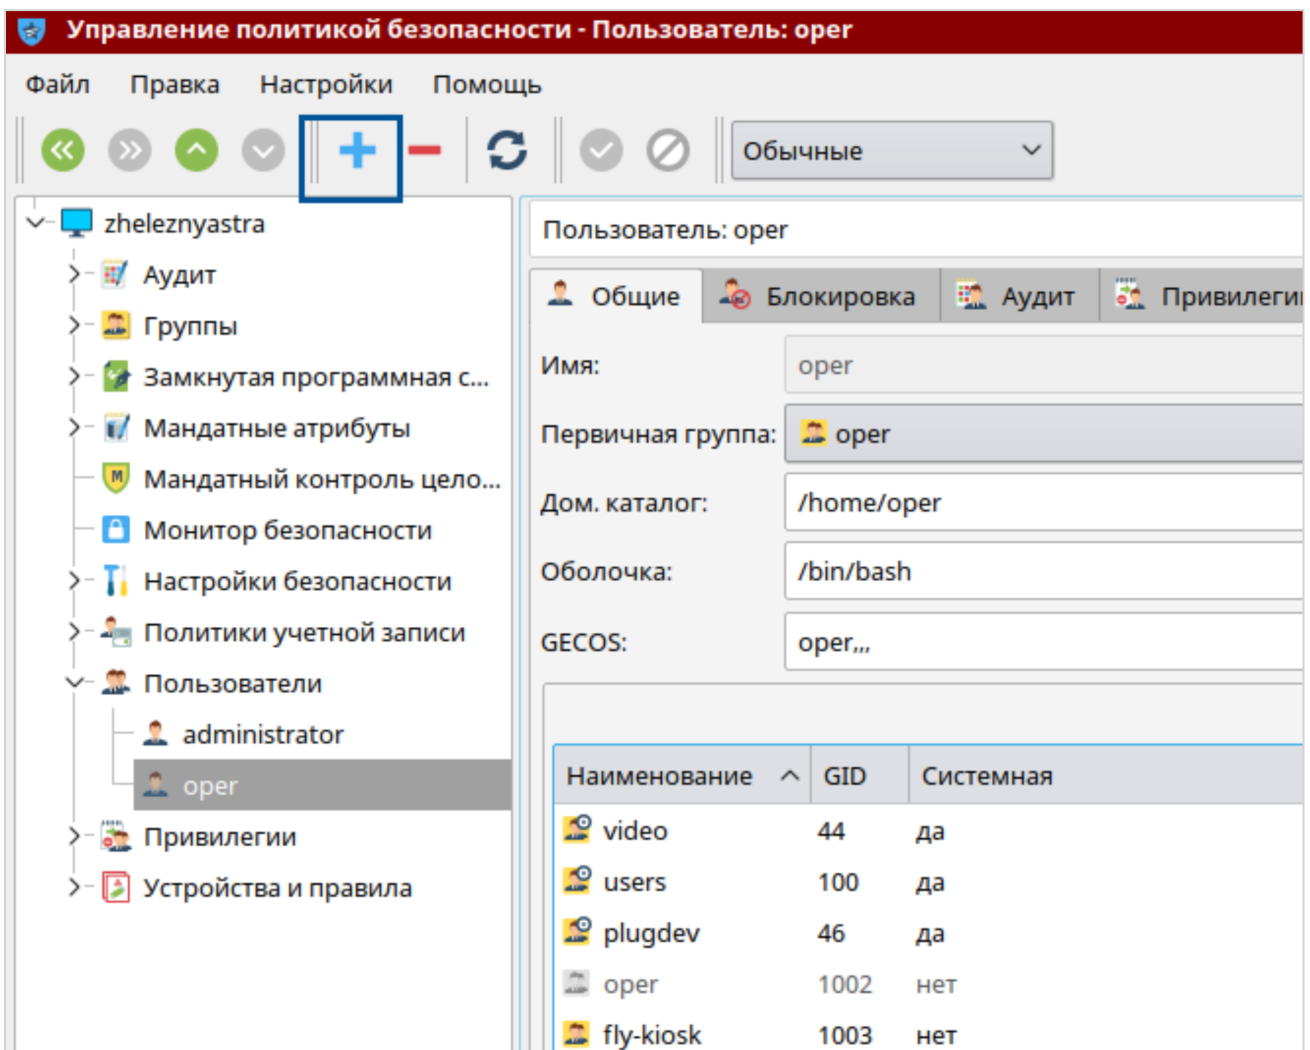 Управление политикой безопасности - Пользователь: oper
Файл Правка Настройки Помощь
Обычные
zheleznyastra
Аудит
Группы
Замкнутая программная с...
Мандатные атрибуты
Мандатный контроль цело...
Монитор безопасности
Настройки безопасности
Политики учетной записи
Пользователи
administrator
oper
Привилегии
Устройства и правила
Пользователь: oper
Общие Блокировка Аудит Привилегии
Имя: oper
Первичная группа: oper
Дом. каталог: /home/oper
Оболочка: /bin/bash
GECOS: oper,,,
Наименование GID Системная
video 44 да
users 100 да
plugdev 46 да
oper 1002 нет
fly-kiosk 1003 нет